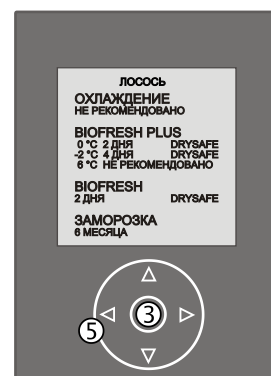 ЛОСОСЬ
ОХЛАЖДЕНИЕ
НЕ РЕКОМЕНДОВАНО
BIOFRESH PLUS
0 °C 2 ДНЯ DRYSAFE
-2 °C 4 ДНЯ DRYSAFE
6 °C НЕ РЕКОМЕНДОВАНО
BIOFRESH
2 ДНЯ DRYSAFE
ЗАМОРОЗКА
6 МЕСЯЦА
3
5